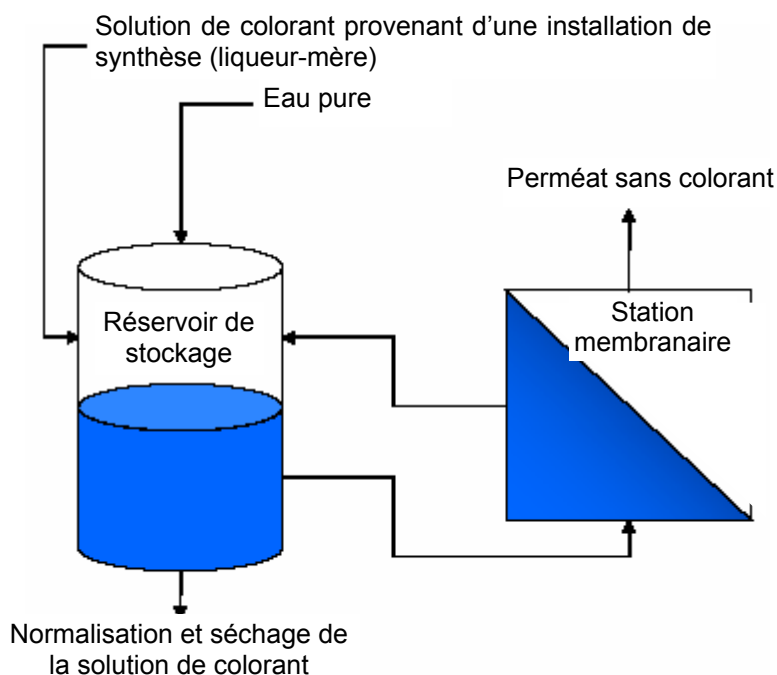 Solution de colorant provenant d’une installation de
synthèse (liqueur-mère)
Eau pure
Perméat sans colorant
Réservoir de
stockage
Station
membranaire
Normalisation et séchage de
la solution de colorant